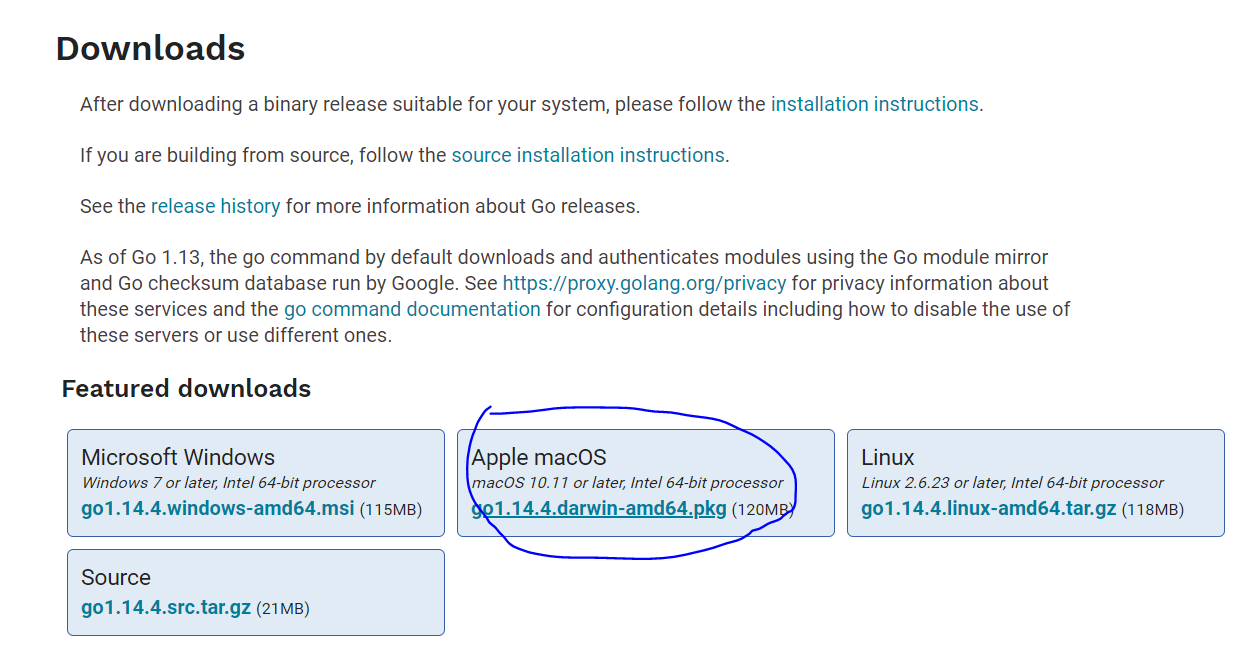 Downloads
After downloading a binary release suitable for your system, please follow the installation instructions.
If you are building from source, follow the source installation instructions.
See the release history for more information about Go releases.
As of Go 1.13, the go command by default downloads and authenticates modules using the Go module mirror
and Go checksum database run by Google. See https://proxy.golang.org/privacy for privacy information about
these services and the go command documentation for configuration details including how to disable the use of
these servers or use different ones.
Featured downloads
Microsoft Windows
Windows 7 or later, Intel 64-bit processor
go1.14.4.windows-amd64.msi (115MB)
Apple macOS
macOS 10.11 or later, Intel 64-bit processor
go1.14.4.darwin-amd64.pkg (120MB)
Linux
Linux 2.6.23 or later, Intel 64-bit processor
go1.14.4.linux-amd64.tar.gz (118MB)
Source
go1.14.4.src.tar.gz (21MB)